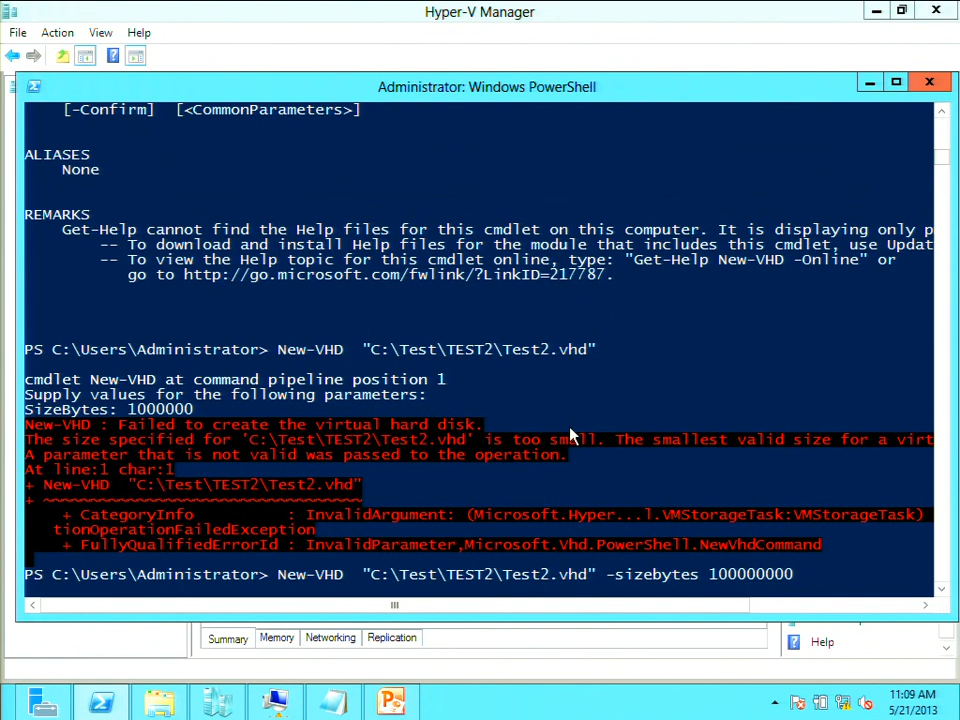 Hyper-V Manager
File Action View Help
Administrator: Windows PowerShell
[-Confirm] [<CommonParameters>]
ALIASES
None
REMARKS
Get-Help cannot find the Help files for this cmdlet on this computer. It is displaying only p
-- To download and install Help files for the module that includes this cmdlet, use Updat
-- To view the Help topic for this cmdlet online, type: "Get-Help New-VHD -Online" or
go to http://go.microsoft.com/fwlink/?LinkID=217787.
PS C:\Users\Administrator> New-VHD "C:\Test\TEST2\Test2.vhd"
cmdlet New-VHD at command pipeline position 1
Supply values for the following parameters:
SizeBytes: 1000000
New-VHD : Failed to create the virtual hard disk.
The size specified for 'C:\Test\TEST2\Test2.vhd' is too small. The smallest valid size for a virt
A parameter that is not valid was passed to the operation.
At line:1 char:1
+ New-VHD "C:\Test\TEST2\Test2.vhd"
+ ~~~~~~~~~~~~~~~~~~~~~~~~~~~~~~~~~~
+ CategoryInfo : InvalidArgument: (Microsoft.Hyper...l.VMStorageTask:VMStorageTask)
tionOperationFailedException
+ FullyQualifiedErrorId : InvalidParameter,Microsoft.Vhd.PowerShell.NewVhdCommand
PS C:\Users\Administrator> New-VHD "C:\Test\TEST2\Test2.vhd" -sizebytes 100000000
Summary Memory Networking Replication
Help
11:09 AM
5/21/2013